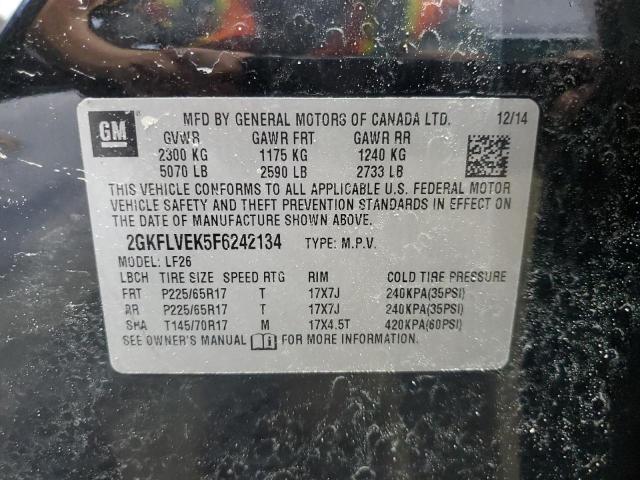 GM
MFD BY GENERAL MOTORS OF CANADA LTD. 12/14
GVWR GAWR FRT GAWR RR
2300 KG 1175 KG 1240 KG
5070 LB 2590 LB 2733 LB
THIS VEHICLE CONFORMS TO ALL APPLICABLE U.S. FEDERAL MOTOR
VEHICLE SAFETY AND THEFT PREVENTION STANDARDS IN EFFECT ON
THE DATE OF MANUFACTURE SHOWN ABOVE.
2GKFLVEK5F6242134 TYPE: M.P.V.
MODEL: LF26
LBCH TIRE SIZE SPEED RTG RIM COLD TIRE PRESSURE
FRT P225/65R17 T 17X7J 240KPA(35PSI)
RR P225/65R17 T 17X7J 240KPA(35PSI)
SHA T145/70R17 M 17X4.5T 420KPA(60PSI)
SEE OWNER'S MANUAL FOR MORE INFORMATION.